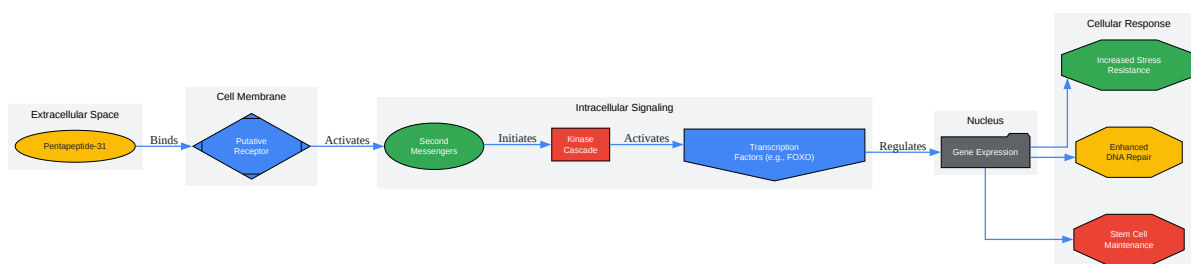 Cellular Response
Increased Stress
Resistance
Extracellular Space
Pentapeptide-31
Binds
Cell Membrane
Putative
Receptor
Activates
Intracellular Signaling
Second
Messengers
Initiates
Kinase
Cascade
Activates
Transcription
Factors (e.g., FOXO)
Regulates
Nucleus
Gene Expression
Enhanced
DNA Repair
Stem Cell
Maintenance